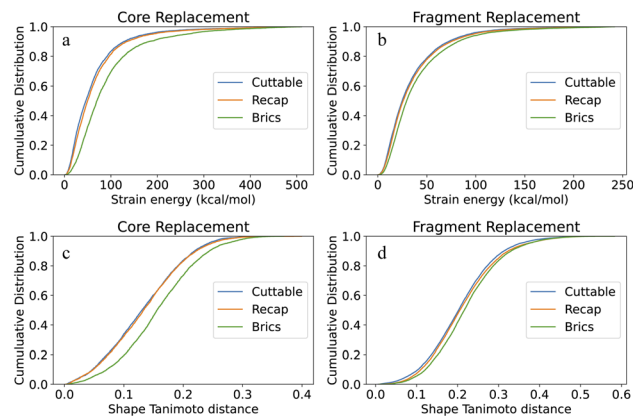 Core Replacement
a
Cumuluative Distribution
1.0
0.8
0.6
0.4
0.2
0.0
Cuttable
Recap
Brics
0 100 200 300 400 500
Strain energy (kcal/mol)
Fragment Replacement
b
Cumuluative Distribution
1.0
0.8
0.6
0.4
0.2
0.0
Cuttable
Recap
Brics
0 50 100 150 200 250
Strain energy (kcal/mol)
Core Replacement
c
Cumuluative Distribution
1.0
0.8
0.6
0.4
0.2
0.0
Cuttable
Recap
Brics
0.0 0.1 0.2 0.3 0.4
Shape Tanimoto distance
Fragment Replacement
d
Cumuluative Distribution
1.0
0.8
0.6
0.4
0.2
0.0
Cuttable
Recap
Brics
0.0 0.1 0.2 0.3 0.4 0.5 0.6
Shape Tanimoto distance